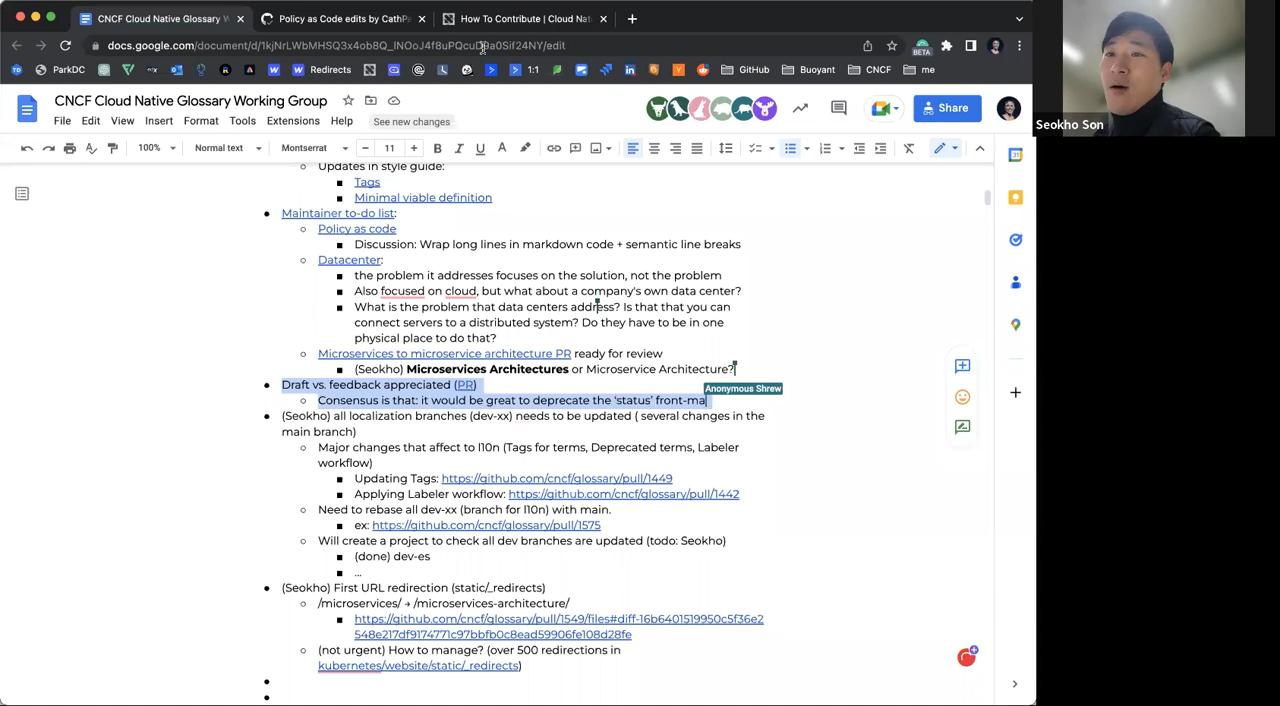 CNCF Cloud Native Glossary W
Policy as Code edits by CathPa
How To Contribute | Cloud Nat
docs.google.com/document/d/1kjNrLWbMHSQ3x4ob8Q_lNOoJ4f8uPQcuD9a0Sif24NY/edit
BETA
ParkDC
Redirects
1:1
GitHub
Buoyant
CNCF
me
CNCF Cloud Native Glossary Working Group
File Edit View Insert Format Tools Extensions Help
See new changes
Share
100%
Normal text
Montserrat
11
Seokho Son
Updates in style guide:
Tags
Minimal viable definition
Maintainer to-do list:
Policy as code
Discussion: Wrap long lines in markdown code + semantic line breaks
Datacenter:
the problem it addresses focuses on the solution, not the problem
Also focused on cloud, but what about a company's own data center?
What is the problem that data centers address? Is that that you can
connect servers to a distributed system? Do they have to be in one
physical place to do that?
Microservices to microservice architecture PR ready for review
(Seokho) Microservices Architectures or Microservice Architecture?
Draft vs. feedback appreciated (PR)
Anonymous Shrew
Consensus is that: it would be great to deprecate the ‘status’ front-ma
(Seokho) all localization branches (dev-xx) needs to be updated ( several changes in the
main branch)
Major changes that affect to l10n (Tags for terms, Deprecated terms, Labeler
workflow)
Updating Tags: https://github.com/cncf/glossary/pull/1449
Applying Labeler workflow: https://github.com/cncf/glossary/pull/1442
Need to rebase all dev-xx (branch for l10n) with main.
ex: https://github.com/cncf/glossary/pull/1575
Will create a project to check all dev branches are updated (todo: Seokho)
(done) dev-es
...
(Seokho) First URL redirection (static/_redirects)
/microservices/ → /microservices-architecture/
https://github.com/cncf/glossary/pull/1549/files#diff-16b6401519950c5f36e2
548e217df9174771c97bbfb0c8ead59906fe108d28fe
(not urgent) How to manage? (over 500 redirections in
kubernetes/website/static/_redirects)